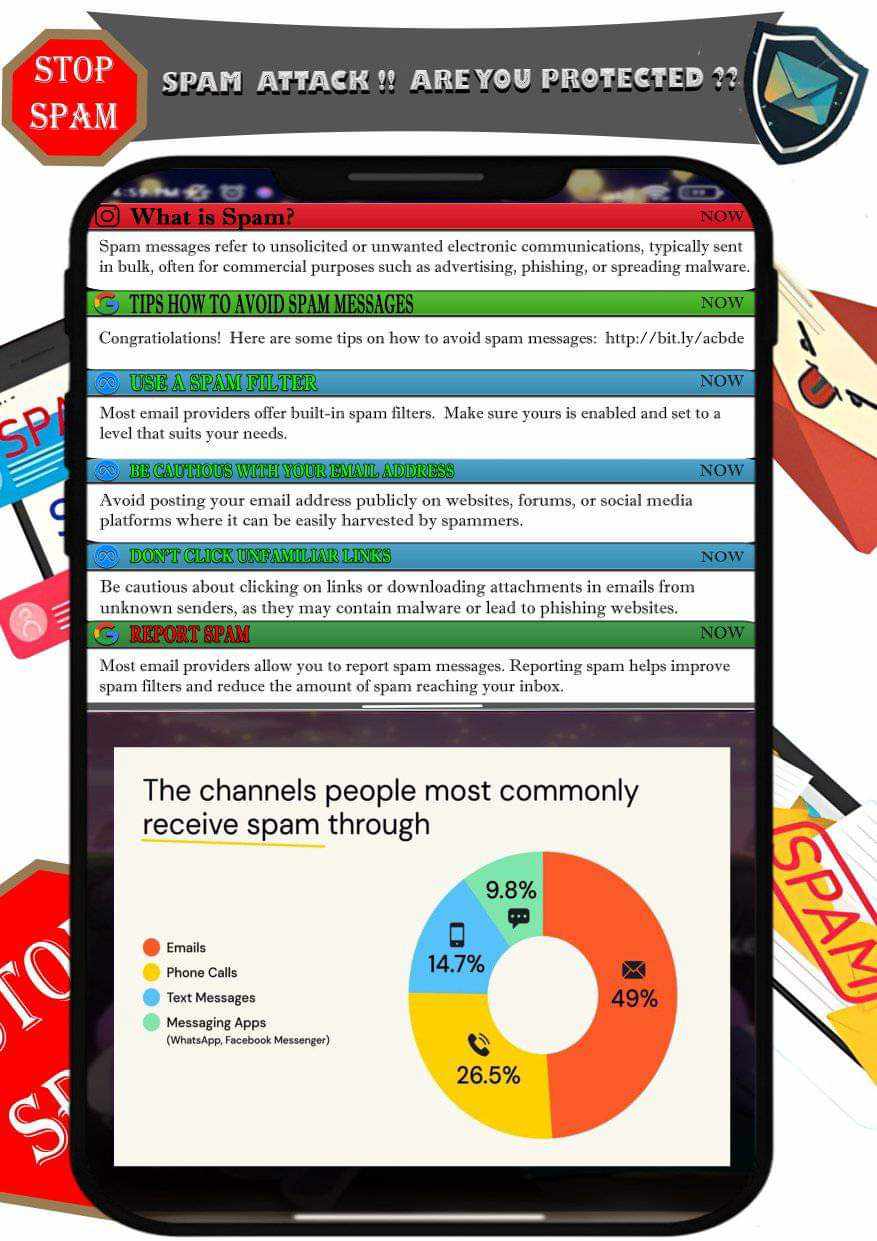 STOP
SPAM
SPAM ATTACK !! ARE YOU PROTECTED ??
What is Spam?
NOW
Spam messages refer to unsolicited or unwanted electronic communications, typically sent
in bulk, often for commercial purposes such as advertising, phishing, or spreading malware.
TIPS HOW TO AVOID SPAM MESSAGES
NOW
Congratiolations! Here are some tips on how to avoid spam messages: http://bit.ly/acbde
USE A SPAM FILTER
NOW
Most email providers offer built-in spam filters. Make sure yours is enabled and set to a
level that suits your needs.
BE CAUTIOUS WITH YOUR EMAIL ADDRESS
NOW
Avoid posting your email address publicly on websites, forums, or social media
platforms where it can be easily harvested by spammers.
DON'T CLICK UNFAMILIAR LINKS
NOW
Be cautious about clicking on links or downloading attachments in emails from
unknown senders, as they may contain malware or lead to phishing websites.
REPORT SPAM
NOW
Most email providers allow you to report spam messages. Reporting spam helps improve
spam filters and reduce the amount of spam reaching your inbox.
The channels people most commonly
receive spam through
9.8%
14.7%
49%
26.5%
Emails
Phone Calls
Text Messages
Messaging Apps
(WhatsApp, Facebook Messenger)
SPAM